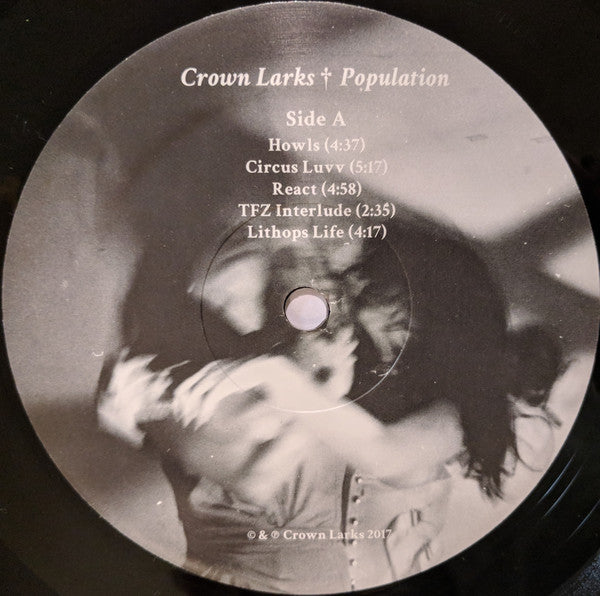 Crown Larks † Population
Side A
Howls (4:37)
Circus Luvv (5:17)
React (4:58)
TFZ Interlude (2:35)
Lithops Life (4:17)
© & ℗ Crown Larks 2017